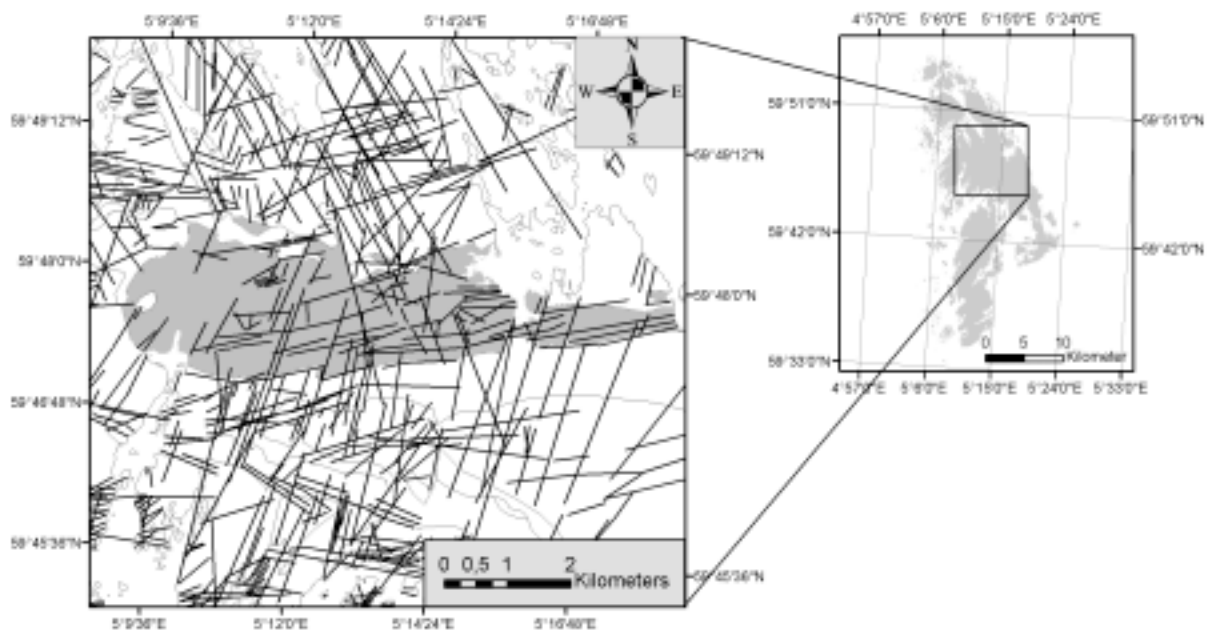 5°9'36"E 5°12'0"E 5°14'24"E 5°16'48"E
N
W E
S
59°49'12"N
59°49'12"N
59°48'0"N
59°48'0"N
59°46'48"N
59°45'36"N
59°45'36"N
0 0,5 1 2
Kilometers
5°9'36"E 5°12'0"E 5°14'24"E 5°16'48"E
4°57'0"E 5°6'0"E 5°15'0"E 5°24'0"E
59°51'0"N
59°51'0"N
59°42'0"N
59°42'0"N
0 5 10
Kilometer
59°33'0"N
4°57'0"E 5°6'0"E 5°15'0"E 5°24'0"E 5°33'0"E